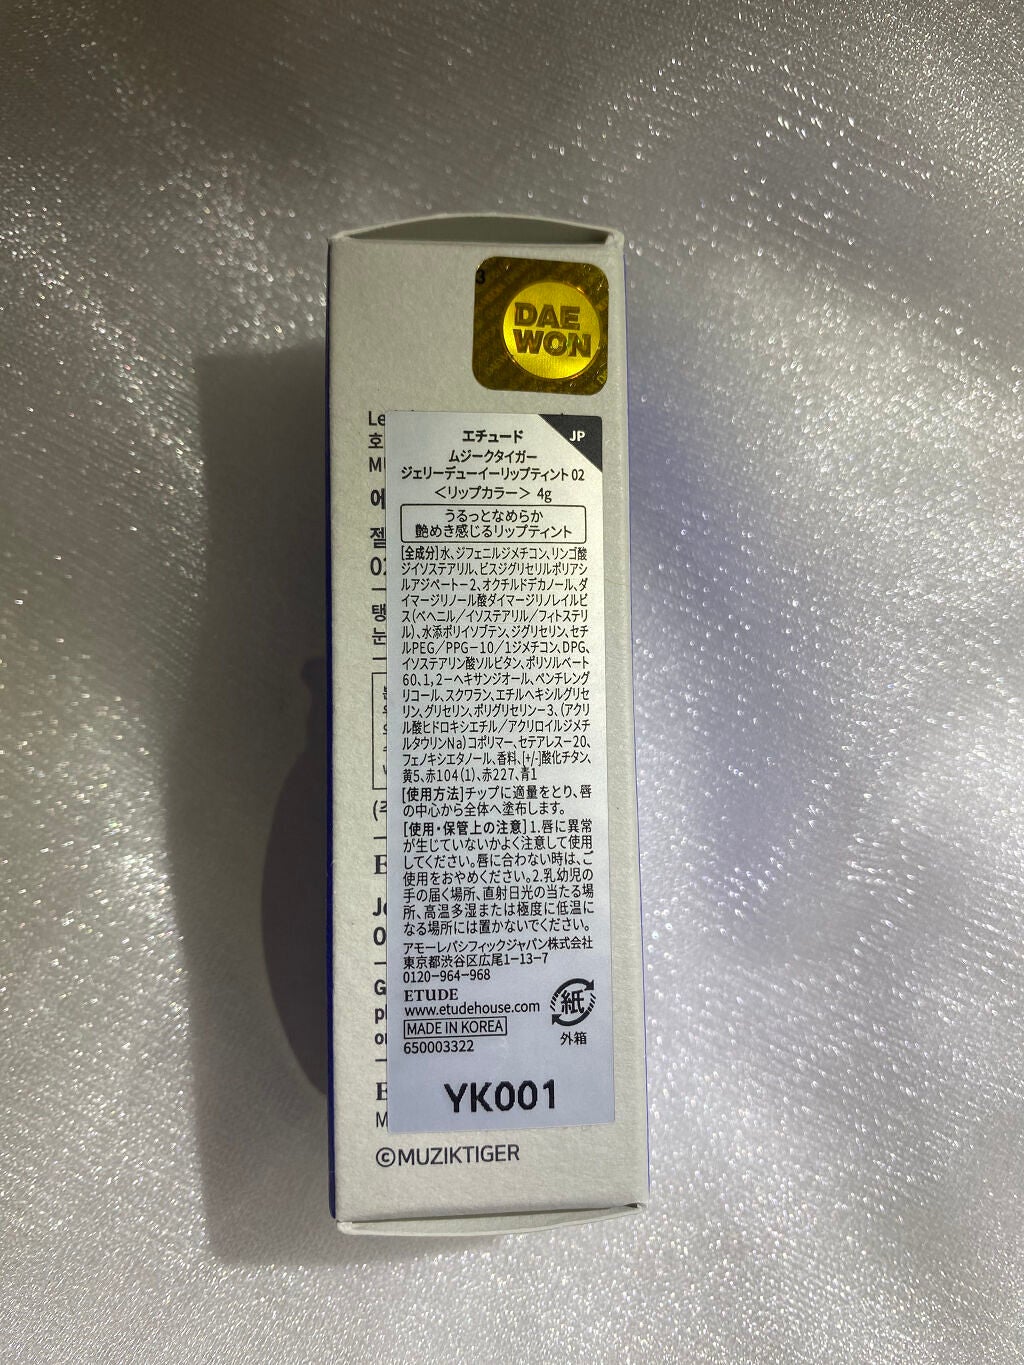 3
DAE
WON
Le
호
MU
에
젤
02
탱
눈
JP
エチュード
ムジークタイガー
ジェリーデューイーリップティント 02
＜リップカラー＞ 4g
うるっとなめらか
艶めき感じるリップティント
[全成分]水、ジフェニルジメチコン、リンゴ酸
ジイソステアリル、ビスジグリセリルポリアシ
ルアジペート－2、オクチルドデカノール、ダ
イマージリノール酸ダイマージリノレイルビ
ス(ベヘニル／イソステアリル／フィトステリ
ル)、水添ポリイソブテン、ジグリセリン、セチ
ルPEG／PPG－10／1ジメチコン、DPG、
イソステアリン酸ソルビタン、ポリソルベート
60、1，2－ヘキサンジオール、ペンチレング
リコール、スクワラン、エチルヘキシルグリセ
リン、グリセリン、ポリグリセリン－3、(アクリ
ル酸ヒドロキシエチル／アクリロイルジメチ
ルタウリンNa)コポリマー、セテアレス－20、
フェノキシエタノール、香料、[+/-]酸化チタン、
黄5、赤104(1)、赤227、青1
[使用方法]チップに適量をとり、唇
の中心から全体へ塗布します。
[使用・保管上の注意]1.唇に異常
が生じていないかよく注意して使用
してください。唇に合わない時は、ご
使用をおやめください。2.乳幼児の
手の届く場所、直射日光の当たる場
所、高温多湿または極度に低温に
なる場所には置かないでください。
アモーレパシフィックジャパン株式会社
東京都渋谷区広尾1－13－7
0120－964－968
ETUDE
www.etudehouse.com
MADE IN KOREA
650003322
紙
外箱
YK001
©MUZIKTIGER